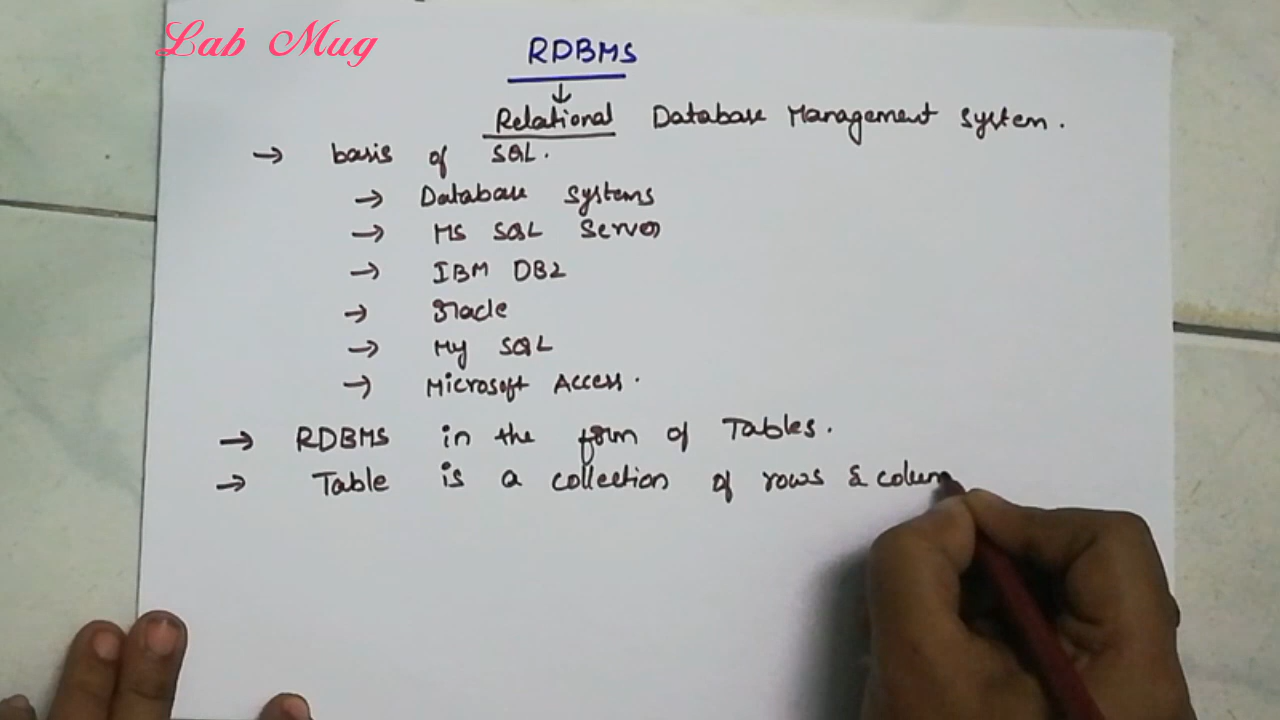 Lab Mug
RDBMS
↓
Relational Database Management System.
→ basis of SQL.
→ Database Systems
→ MS SQL Server
→ IBM DB2
→ Oracle
→ My SQL
→ Microsoft Access.
→ RDBMS in the form of Tables.
→ Table is a collection of rows & colum